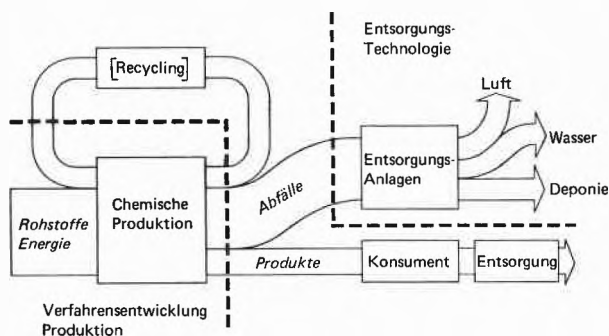 Entsorgungs-
Technologie
[Recycling]
Luft
Wasser
Entsorgungs-
Anlagen
Deponie
Chemische
Produktion
Rohstoffe
Energie
Abfälle
Produkte
Konsument
Entsorgung
Verfahrensentwicklung
Produktion